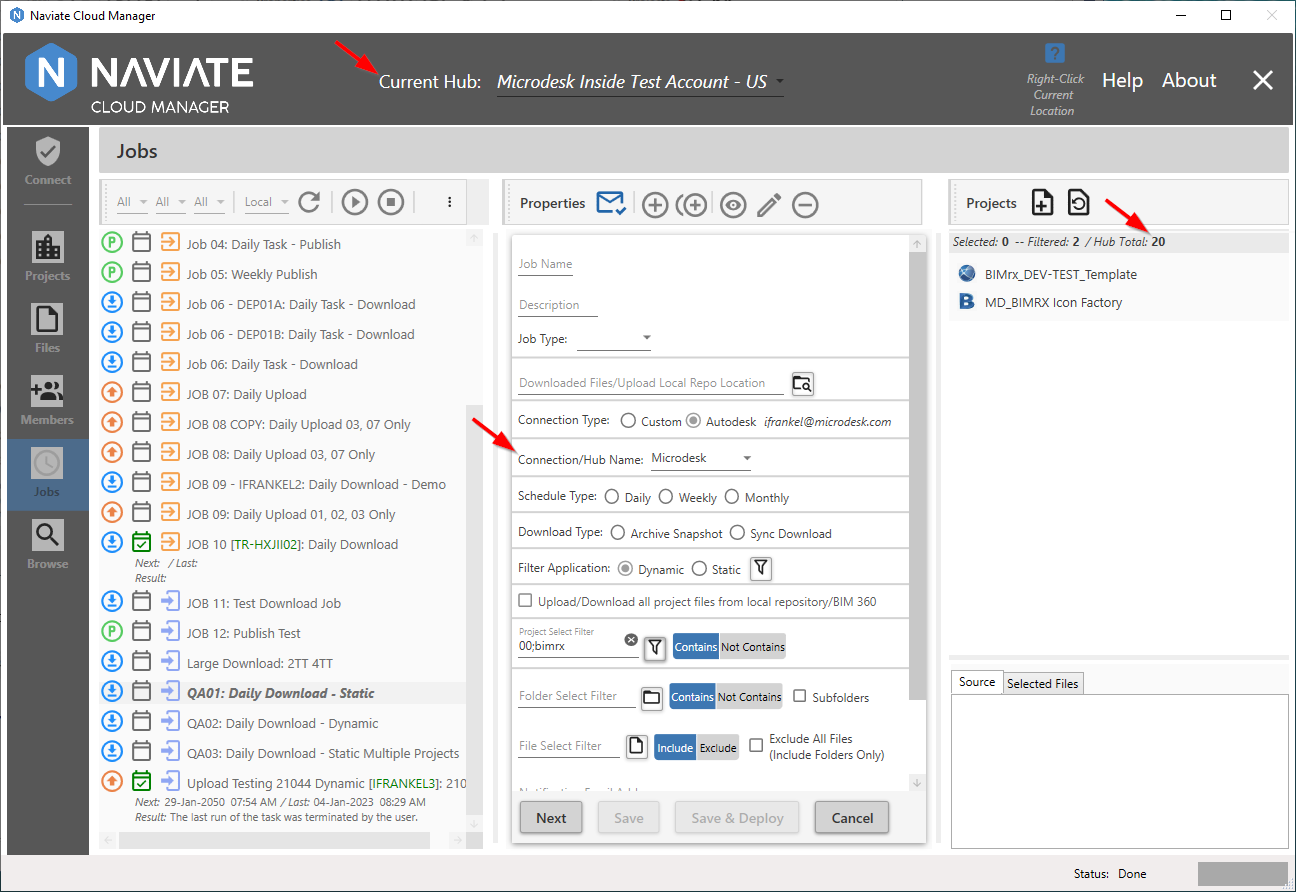 Naviate Cloud Manager
NAVIATE
CLOUD MANAGER
Current Hub: Microdesk Inside Test Account - US
?
Right-Click
Current
Location
Help
About
Connect
Projects
Files
Members
Jobs
Browse
Jobs
All All All Local
P Job 04: Daily Task - Publish
P Job 05: Weekly Publish
Job 06 - DEP01A: Daily Task - Download
Job 06 - DEP01B: Daily Task - Download
Job 06: Daily Task - Download
JOB 07: Daily Upload
JOB 08 COPY: Daily Upload 03, 07 Only
JOB 08: Daily Upload 03, 07 Only
JOB 09 - IFRANKEL2: Daily Download - Demo
JOB 09: Daily Upload 01, 02, 03 Only
JOB 10 [TR-HXJII02]: Daily Download
Next: / Last:
Result:
JOB 11: Test Download Job
P JOB 12: Publish Test
Large Download: 2TT 4TT
QA01: Daily Download - Static
QA02: Daily Download - Dynamic
QA03: Daily Download - Static Multiple Projects
Upload Testing 21044 Dynamic [IFRANKEL3]: 210
Next: 29-Jan-2050 07:54 AM / Last: 04-Jan-2023 08:29 AM
Result: The last run of the task was terminated by the user.
Properties
Job Name
Description
Job Type:
Downloaded Files/Upload Local Repo Location
Connection Type: Custom Autodesk ifrankel@microdesk.com
Connection/Hub Name: Microdesk
Schedule Type: Daily Weekly Monthly
Download Type: Archive Snapshot Sync Download
Filter Application: Dynamic Static
Upload/Download all project files from local repository/BIM 360
Project Select Filter
00;bimrx Contains Not Contains
Folder Select Filter Contains Not Contains Subfolders
File Select Filter Include Exclude Exclude All Files
(Include Folders Only)
Next Save Save & Deploy Cancel
Projects
Selected: 0 -- Filtered: 2 / Hub Total: 20
BIMrx_DEV-TEST_Template
B MD_BIMRX Icon Factory
Source Selected Files
Status: Done